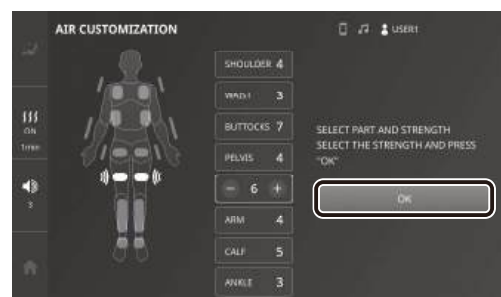 AIR CUSTOMIZATION
USER1
ON
1min
3
SHOULDER 4
WAIST 3
BUTTOCKS 7
PELVIS 4
− 6 +
ARM 4
CALF 5
ANKLE 3
SELECT PART AND STRENGTH
SELECT THE STRENGTH AND PRESS
"OK"
OK